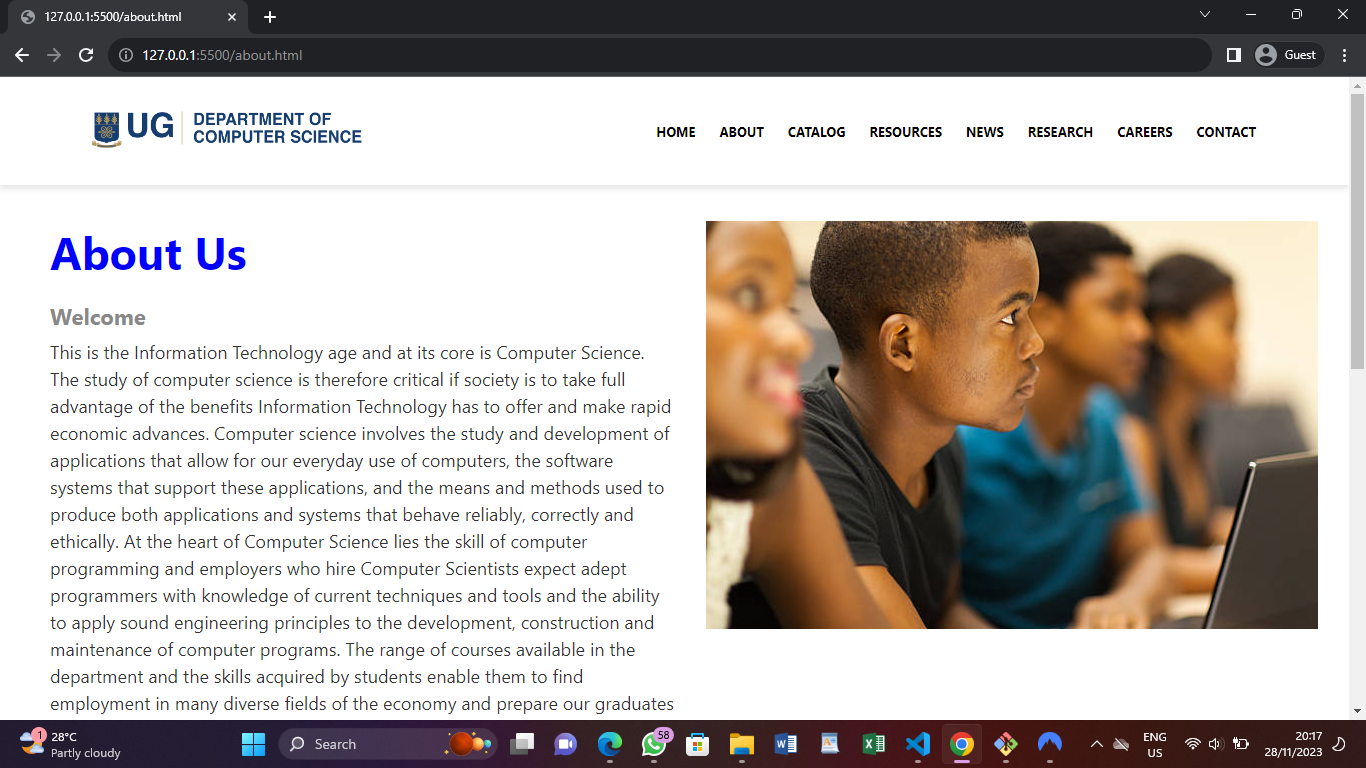 127.0.0.1:5500/about.html
127.0.0.1:5500/about.html
Guest
UG
DEPARTMENT OF
COMPUTER SCIENCE
HOME ABOUT CATALOG RESOURCES NEWS RESEARCH CAREERS CONTACT
About Us
Welcome
This is the Information Technology age and at its core is Computer Science.
The study of computer science is therefore critical if society is to take full
advantage of the benefits Information Technology has to offer and make rapid
economic advances. Computer science involves the study and development of
applications that allow for our everyday use of computers, the software
systems that support these applications, and the means and methods used to
produce both applications and systems that behave reliably, correctly and
ethically. At the heart of Computer Science lies the skill of computer
programming and employers who hire Computer Scientists expect adept
programmers with knowledge of current techniques and tools and the ability
to apply sound engineering principles to the development, construction and
maintenance of computer programs. The range of courses available in the
department and the skills acquired by students enable them to find
employment in many diverse fields of the economy and prepare our graduates
1
28°C
Partly cloudy
Search
58
ENG
US
20:17
28/11/2023